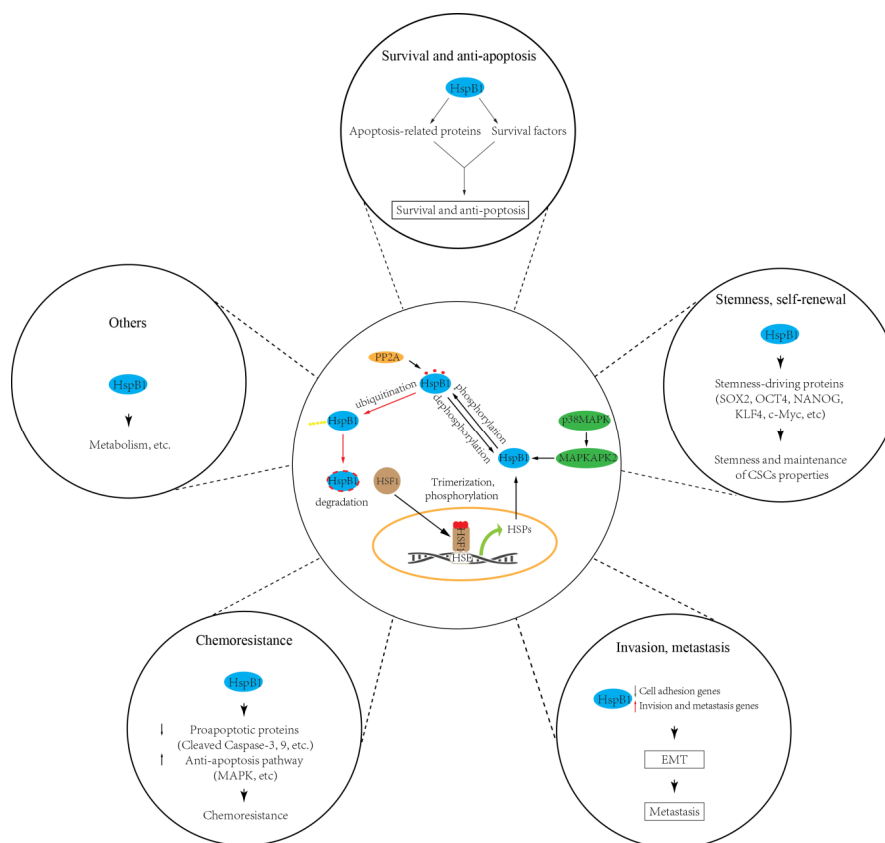 Survival and anti-apoptosis
HspB1
Apoptosis-related proteins
Survival factors
Survival and anti-poptosis
Others
HspB1
Metabolism, etc.
Stemness, self-renewal
HspB1
Stemness-driving proteins
(SOX2, OCT4, NANOG,
KLF4, c-Myc, etc)
Stemness and maintenance
of CSCs properties
PP2A
HspB1
ubiquitination
phosphorylation
dephosphorylation
HspB1
HspB1
degradation
HSF1
Trimerization,
phosphorylation
HspB1
p38MAPK
MAPKAPK2
HSPs
HSF1
HSE
Chemoresistance
HspB1
Proapoptotic proteins
(Cleaved Caspase-3, 9, etc.)
Anti-apoptosis pathway
(MAPK, etc)
Chemoresistance
Invasion, metastasis
HspB1
Cell adhesion genes
Invision and metastasis genes
EMT
Metastasis